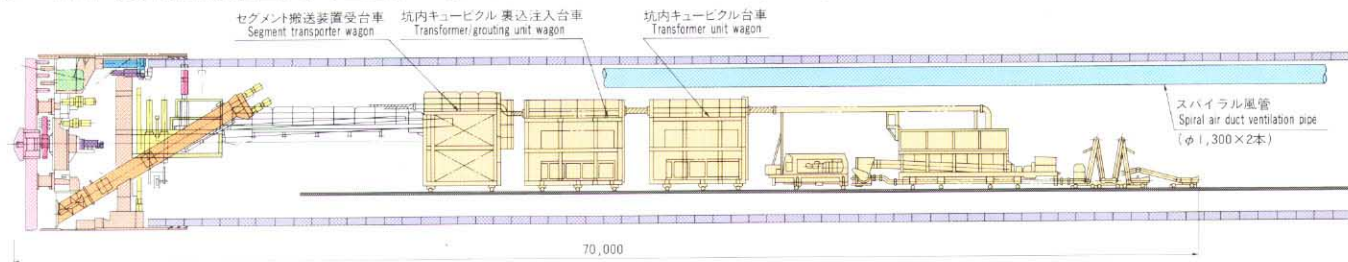 セグメント搬送装置受台車
Segment transporter wagon
坑内キュービクル 裏込注入台車
Transformer/grouting unit wagon
坑内キュービクル台車
Transformer unit wagon
スパイラル風管
Spiral air duct ventilation pipe
(φ1,300×2本)
70,000